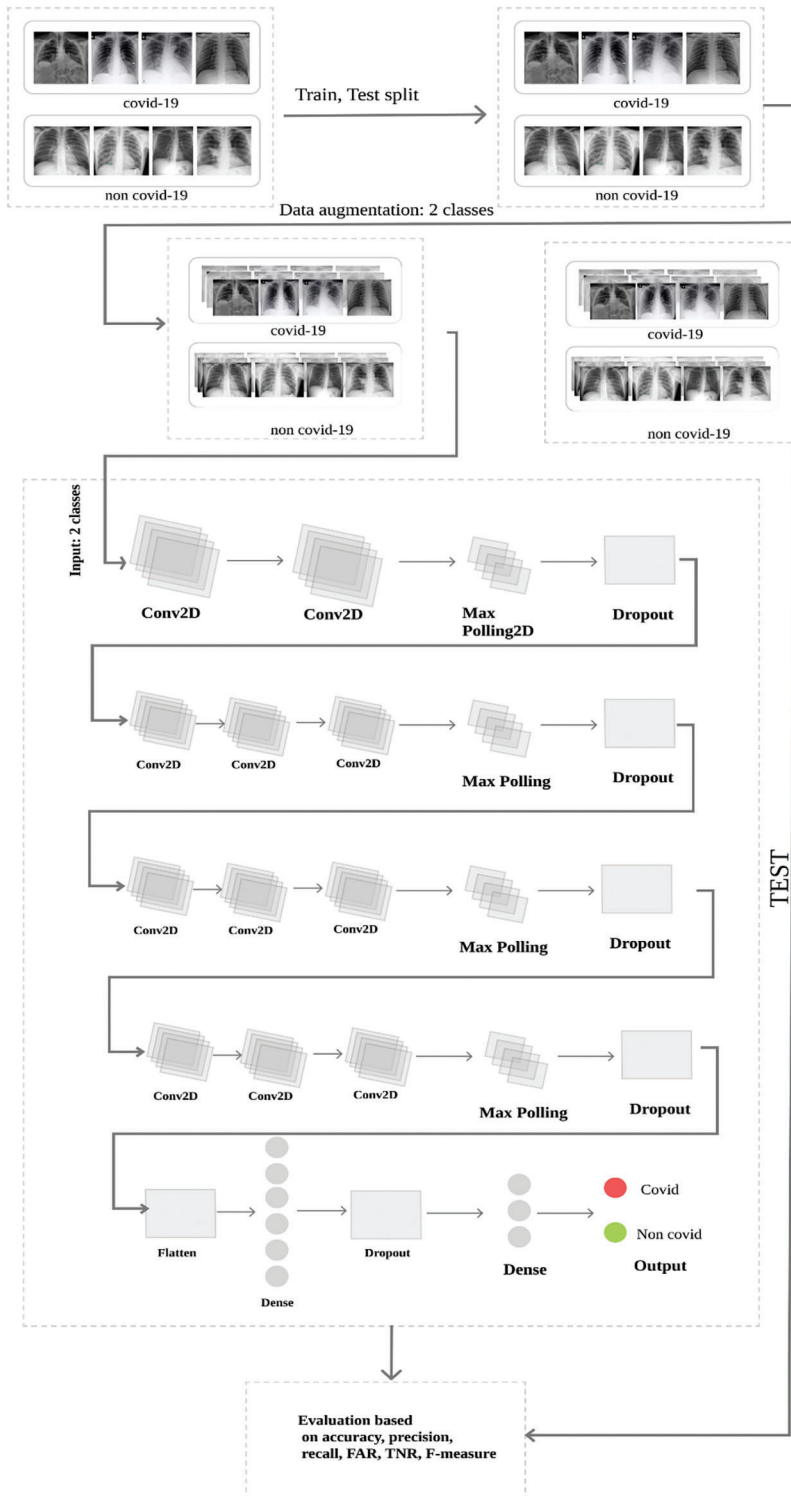 covid-19
non covid-19
Train, Test split
covid-19
non covid-19
Data augmentation: 2 classes
covid-19
non covid-19
covid-19
non covid-19
Input: 2 classes
Conv2D
Conv2D
Max
Polling2D
Dropout
Conv2D
Conv2D
Conv2D
Max Polling
Dropout
Conv2D
Conv2D
Conv2D
Max Polling
Dropout
TEST
Conv2D
Conv2D
Conv2D
Max Polling
Dropout
Flatten
Dense
Dropout
Dense
Covid
Non covid
Output
Evaluation based
on accuracy, precision,
recall, FAR, TNR, F-measure